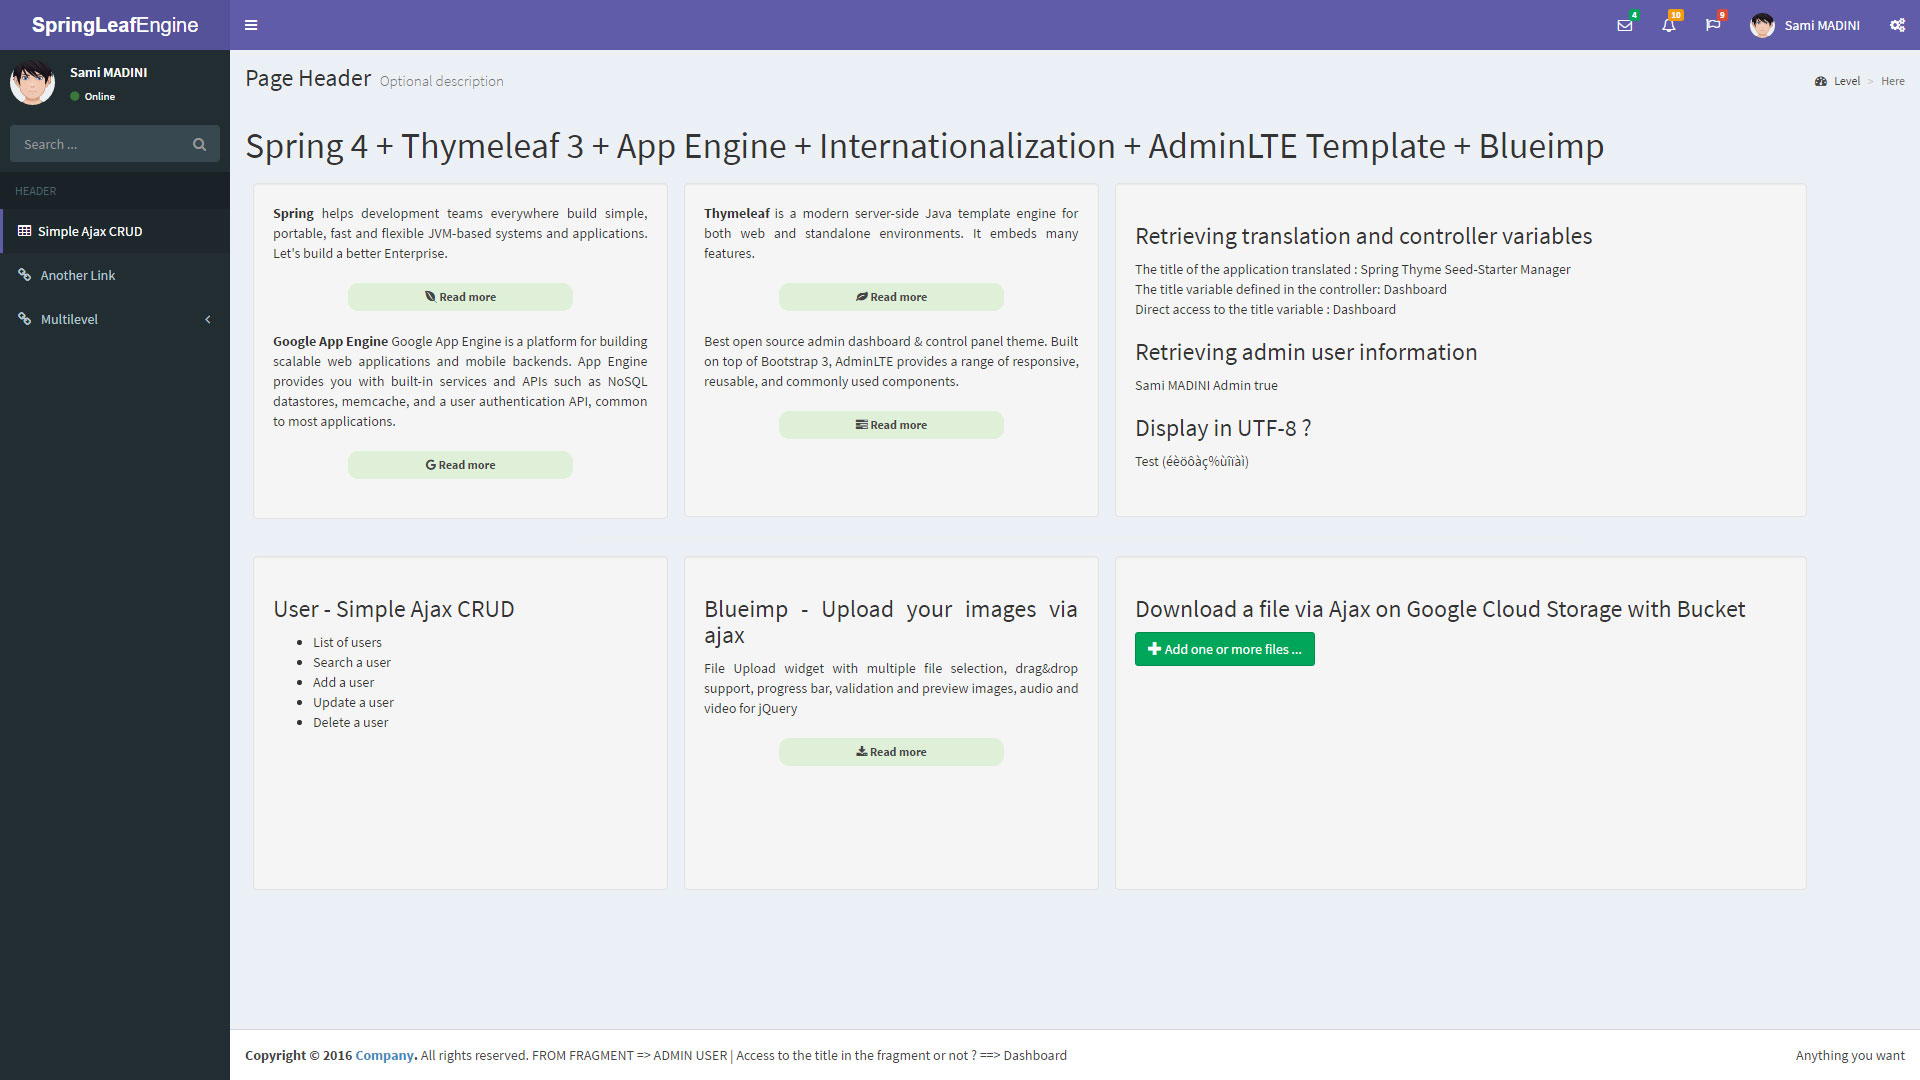 SpringLeafEngine
4
10
9
Sami MADINI
Sami MADINI
Online
Search ...
HEADER
Simple Ajax CRUD
Another Link
Multilevel
Page Header Optional description
Level > Here
Spring 4 + Thymeleaf 3 + App Engine + Internationalization + AdminLTE Template + Blueimp
Spring helps development teams everywhere build simple,
portable, fast and flexible JVM-based systems and applications.
Let's build a better Enterprise.
Read more
Google App Engine Google App Engine is a platform for building
scalable web applications and mobile backends. App Engine
provides you with built-in services and APIs such as NoSQL
datastores, memcache, and a user authentication API, common
to most applications.
Read more
Thymeleaf is a modern server-side Java template engine for
both web and standalone environments. It embeds many
features.
Read more
Best open source admin dashboard & control panel theme. Built
on top of Bootstrap 3, AdminLTE provides a range of responsive,
reusable, and commonly used components.
Read more
Retrieving translation and controller variables
The title of the application translated : Spring Thyme Seed-Starter Manager
The title variable defined in the controller: Dashboard
Direct access to the title variable : Dashboard
Retrieving admin user information
Sami MADINI Admin true
Display in UTF-8 ?
Test (éèöôàç%ùîïàì)
User - Simple Ajax CRUD
• List of users
• Search a user
• Add a user
• Update a user
• Delete a user
Blueimp - Upload your images via
ajax
File Upload widget with multiple file selection, drag&drop
support, progress bar, validation and preview images, audio and
video for jQuery
Read more
Download a file via Ajax on Google Cloud Storage with Bucket
Add one or more files ...
Copyright © 2016 Company. All rights reserved. FROM FRAGMENT => ADMIN USER | Access to the title in the fragment or not ? ==> Dashboard
Anything you want